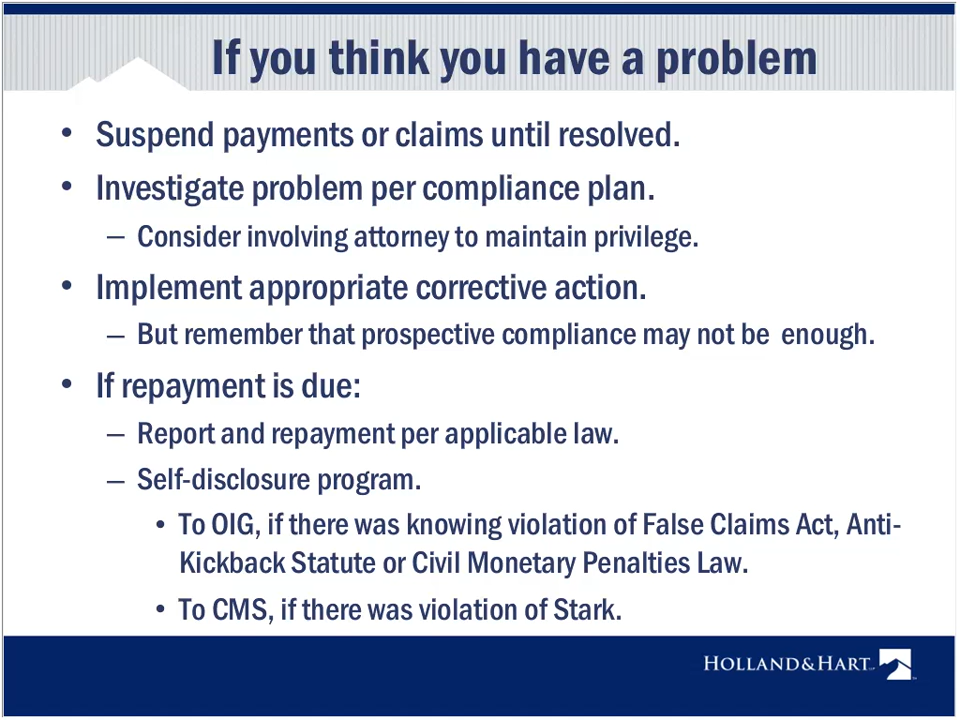 If you think you have a problem
• Suspend payments or claims until resolved.
• Investigate problem per compliance plan.
– Consider involving attorney to maintain privilege.
• Implement appropriate corrective action.
– But remember that prospective compliance may not be enough.
• If repayment is due:
– Report and repayment per applicable law.
– Self-disclosure program.
• To OIG, if there was knowing violation of False Claims Act, Anti-
Kickback Statute or Civil Monetary Penalties Law.
• To CMS, if there was violation of Stark.
HOLLAND&HART